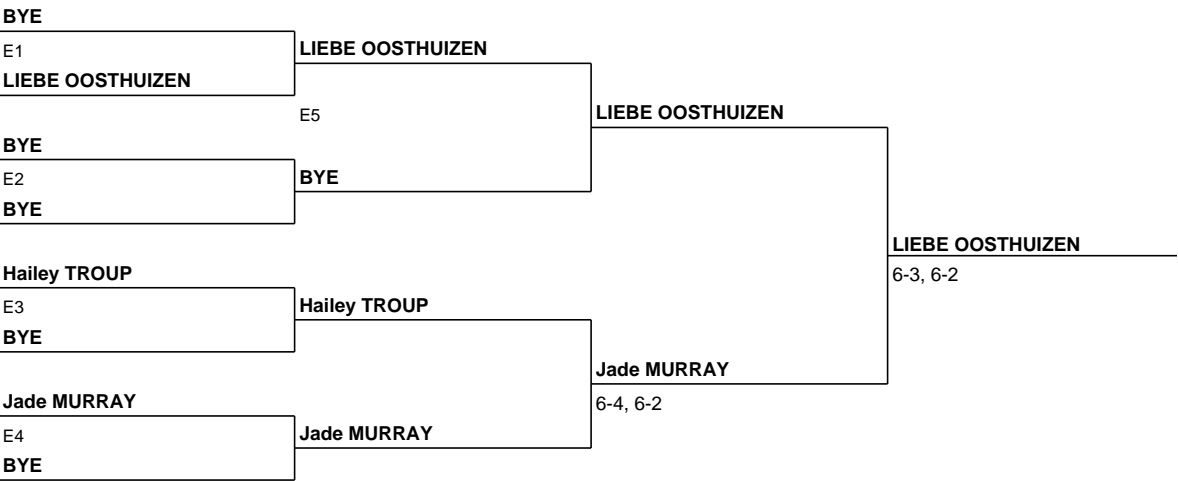 BYE
E1
LIEBE OOSTHUIZEN
LIEBE OOSTHUIZEN
E5
LIEBE OOSTHUIZEN
BYE
E2
BYE
BYE
LIEBE OOSTHUIZEN
6-3, 6-2
Hailey TROUP
E3
Hailey TROUP
BYE
Jade MURRAY
6-4, 6-2
Jade MURRAY
E4
Jade MURRAY
BYE